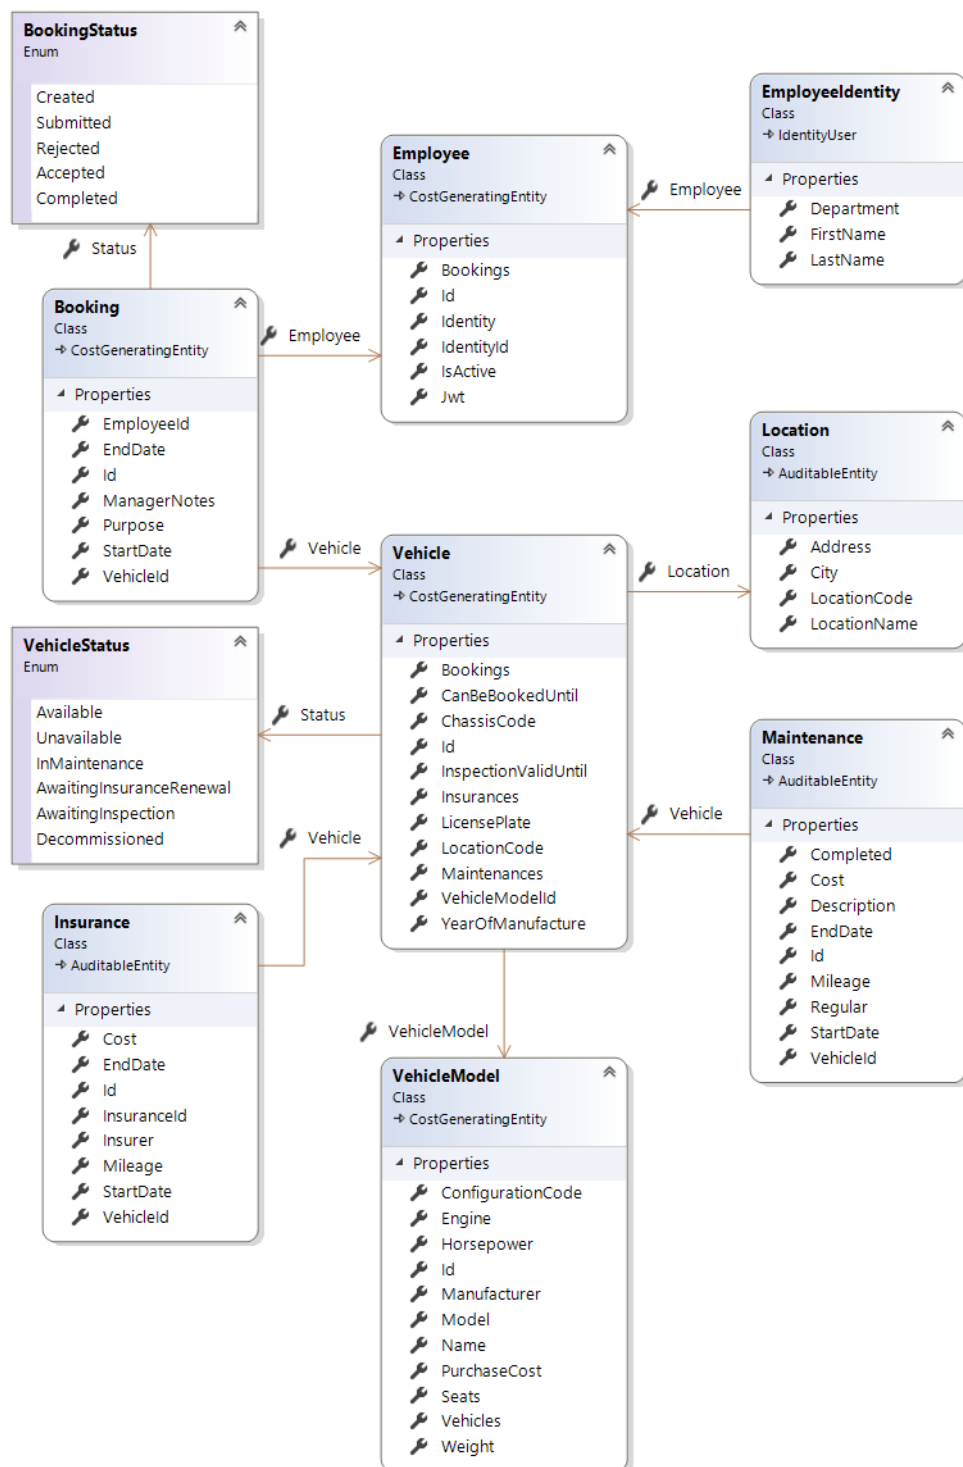 BookingStatus
Enum
Created
Submitted
Rejected
Accepted
Completed
Status
Booking
Class
CostGeneratingEntity
Properties
EmployeeId
EndDate
Id
ManagerNotes
Purpose
StartDate
VehicleId
Employee
Vehicle
Employee
Class
CostGeneratingEntity
Properties
Bookings
Id
Identity
IdentityId
IsActive
Jwt
Employee
EmployeeIdentity
Class
IdentityUser
Properties
Department
FirstName
LastName
Location
Class
AuditableEntity
Properties
Address
City
LocationCode
LocationName
Vehicle
Class
CostGeneratingEntity
Properties
Bookings
CanBeBookedUntil
ChassisCode
Id
InspectionValidUntil
Insurances
LicensePlate
LocationCode
Maintenances
VehicleModelId
YearOfManufacture
Location
Status
VehicleStatus
Enum
Available
Unavailable
InMaintenance
AwaitingInsuranceRenewal
AwaitingInspection
Decommissioned
Vehicle
Vehicle
Maintenance
Class
AuditableEntity
Properties
Completed
Cost
Description
EndDate
Id
Mileage
Regular
StartDate
VehicleId
Insurance
Class
AuditableEntity
Properties
Cost
EndDate
Id
InsuranceId
Insurer
Mileage
StartDate
VehicleId
VehicleModel
VehicleModel
Class
CostGeneratingEntity
Properties
ConfigurationCode
Engine
Horsepower
Id
Manufacturer
Model
Name
PurchaseCost
Seats
Vehicles
Weight